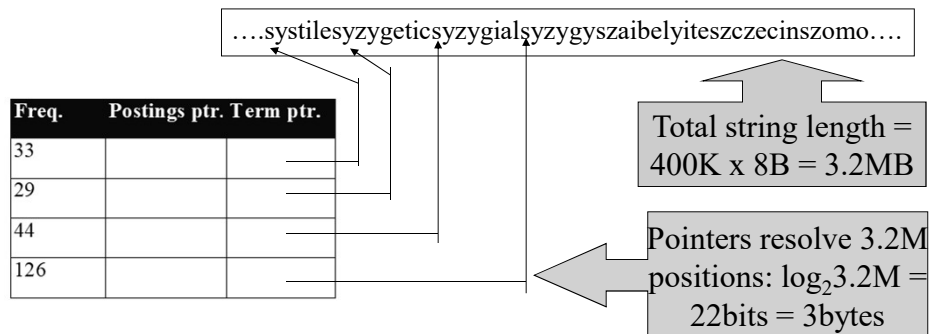 ….systilesyzygeticsyzygialsyzygyszaibelyiteszczecinszomo….
Freq. Postings ptr. Term ptr.
33
29
44
126
Total string length =
400K x 8B = 3.2MB
Pointers resolve 3.2M
positions: log₂3.2M =
22bits = 3bytes